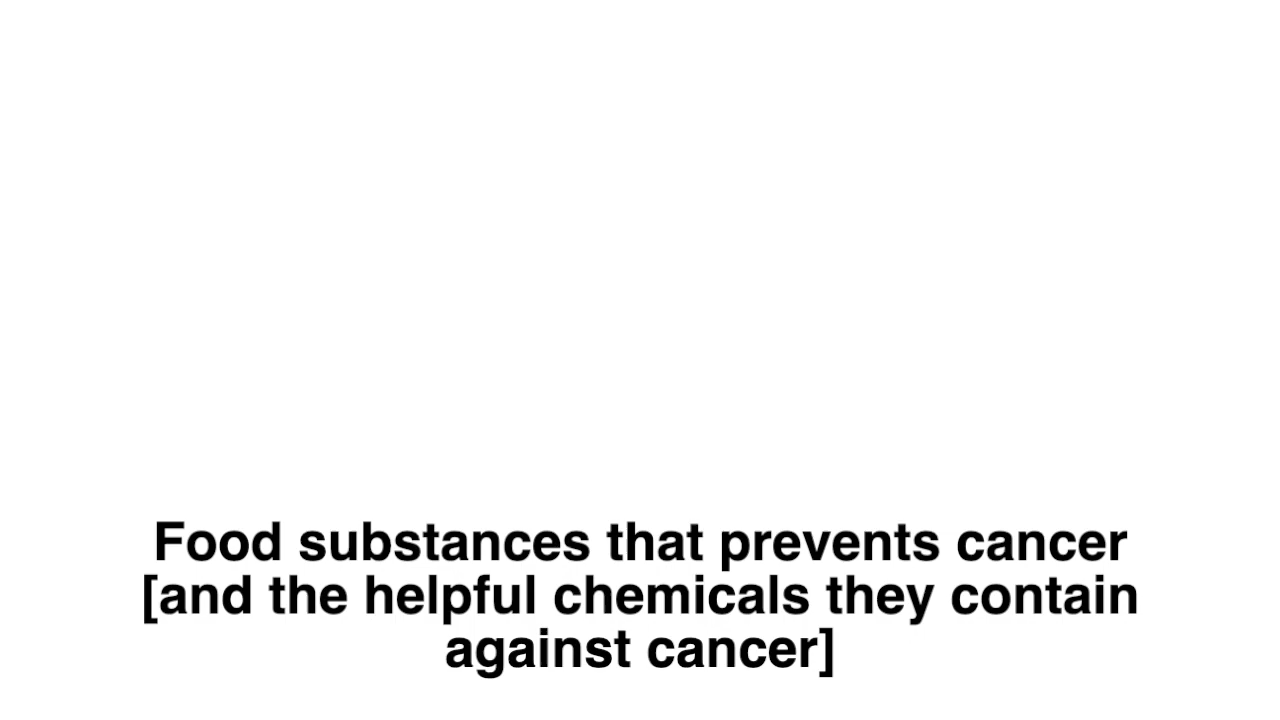 Food substances that prevents cancer
[and the helpful chemicals they contain
against cancer]